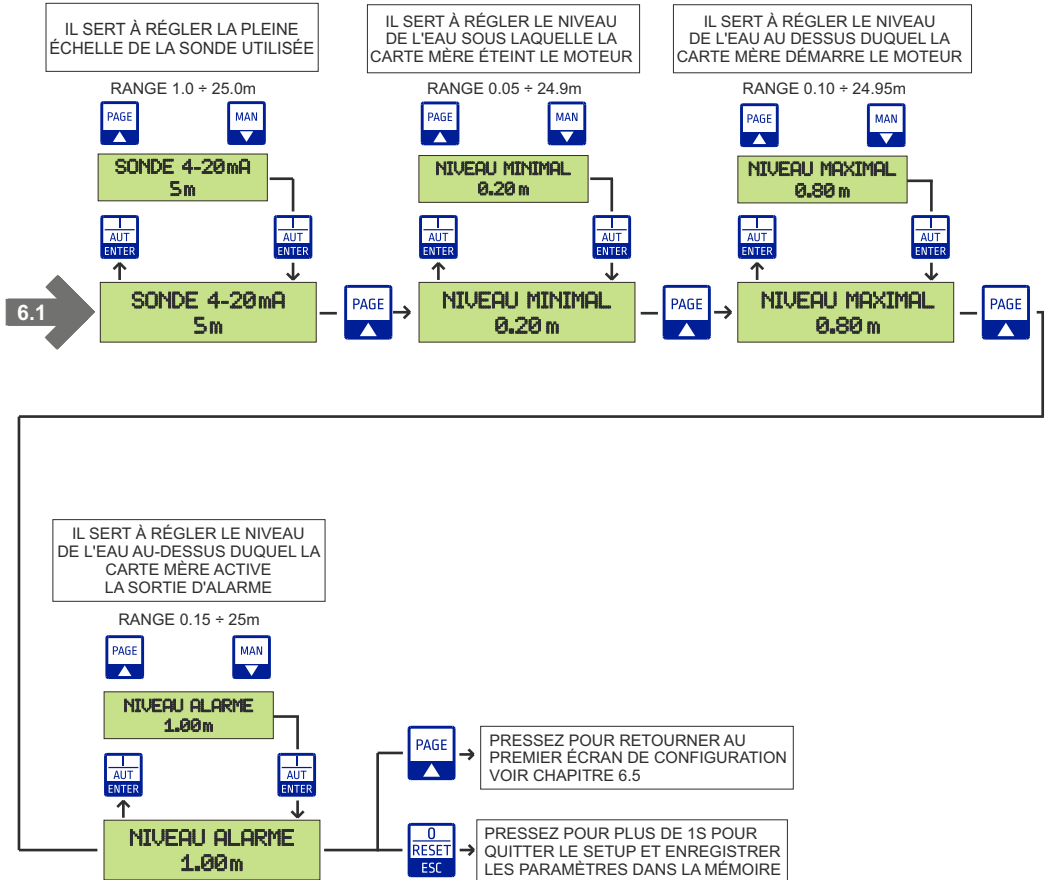 IL SERT À RÉGLER LA PLEINE
ÉCHELLE DE LA SONDE UTILISÉE
RANGE 1.0 ÷ 25.0m
PAGE
MAN
SONDE 4-20mA
5m
I
AUT
ENTER
I
AUT
ENTER
6.1
SONDE 4-20mA
5m
PAGE
IL SERT À RÉGLER LE NIVEAU
DE L'EAU SOUS LAQUELLE LA
CARTE MÈRE ÉTEINT LE MOTEUR
RANGE 0.05 ÷ 24.9m
PAGE
MAN
NIVEAU MINIMAL
0.20 m
I
AUT
ENTER
I
AUT
ENTER
NIVEAU MINIMAL
0.20 m
PAGE
IL SERT À RÉGLER LE NIVEAU
DE L'EAU AU DESSUS DUQUEL LA
CARTE MÈRE DÉMARRE LE MOTEUR
RANGE 0.10 ÷ 24.95m
PAGE
MAN
NIVEAU MAXIMAL
0.80 m
I
AUT
ENTER
I
AUT
ENTER
NIVEAU MAXIMAL
0.80 m
PAGE
IL SERT À RÉGLER LE NIVEAU
DE L'EAU AU-DESSUS DUQUEL LA
CARTE MÈRE ACTIVE
LA SORTIE D'ALARME
RANGE 0.15 ÷ 25m
PAGE
MAN
NIVEAU ALARME
1.00m
I
AUT
ENTER
I
AUT
ENTER
NIVEAU ALARME
1.00m
PAGE
PRESSEZ POUR RETOURNER AU
PREMIER ÉCRAN DE CONFIGURATION
VOIR CHAPITRE 6.5
0
RESET
ESC
PRESSEZ POUR PLUS DE 1S POUR
QUITTER LE SETUP ET ENREGISTRER
LES PARAMÈTRES DANS LA MÉMOIRE